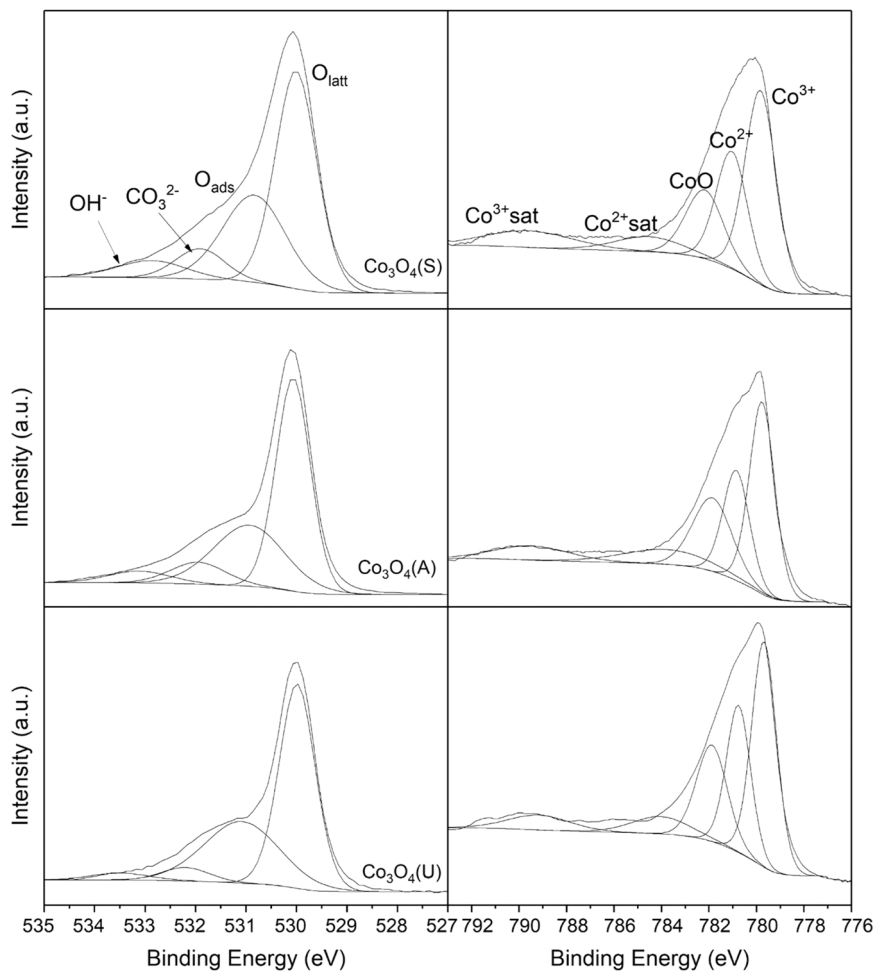 Intensity (a.u.)
OH⁻
CO₃²⁻
Oads
Olatt
Co₃O₄(S)
Co³⁺sat
Co²⁺sat
CoO
Co²⁺
Co³⁺
Intensity (a.u.)
Co₃O₄(A)
Intensity (a.u.)
Co₃O₄(U)
535 534 533 532 531 530 529 528 527
792 790 788 786 784 782 780 778 776
Binding Energy (eV)
Binding Energy (eV)